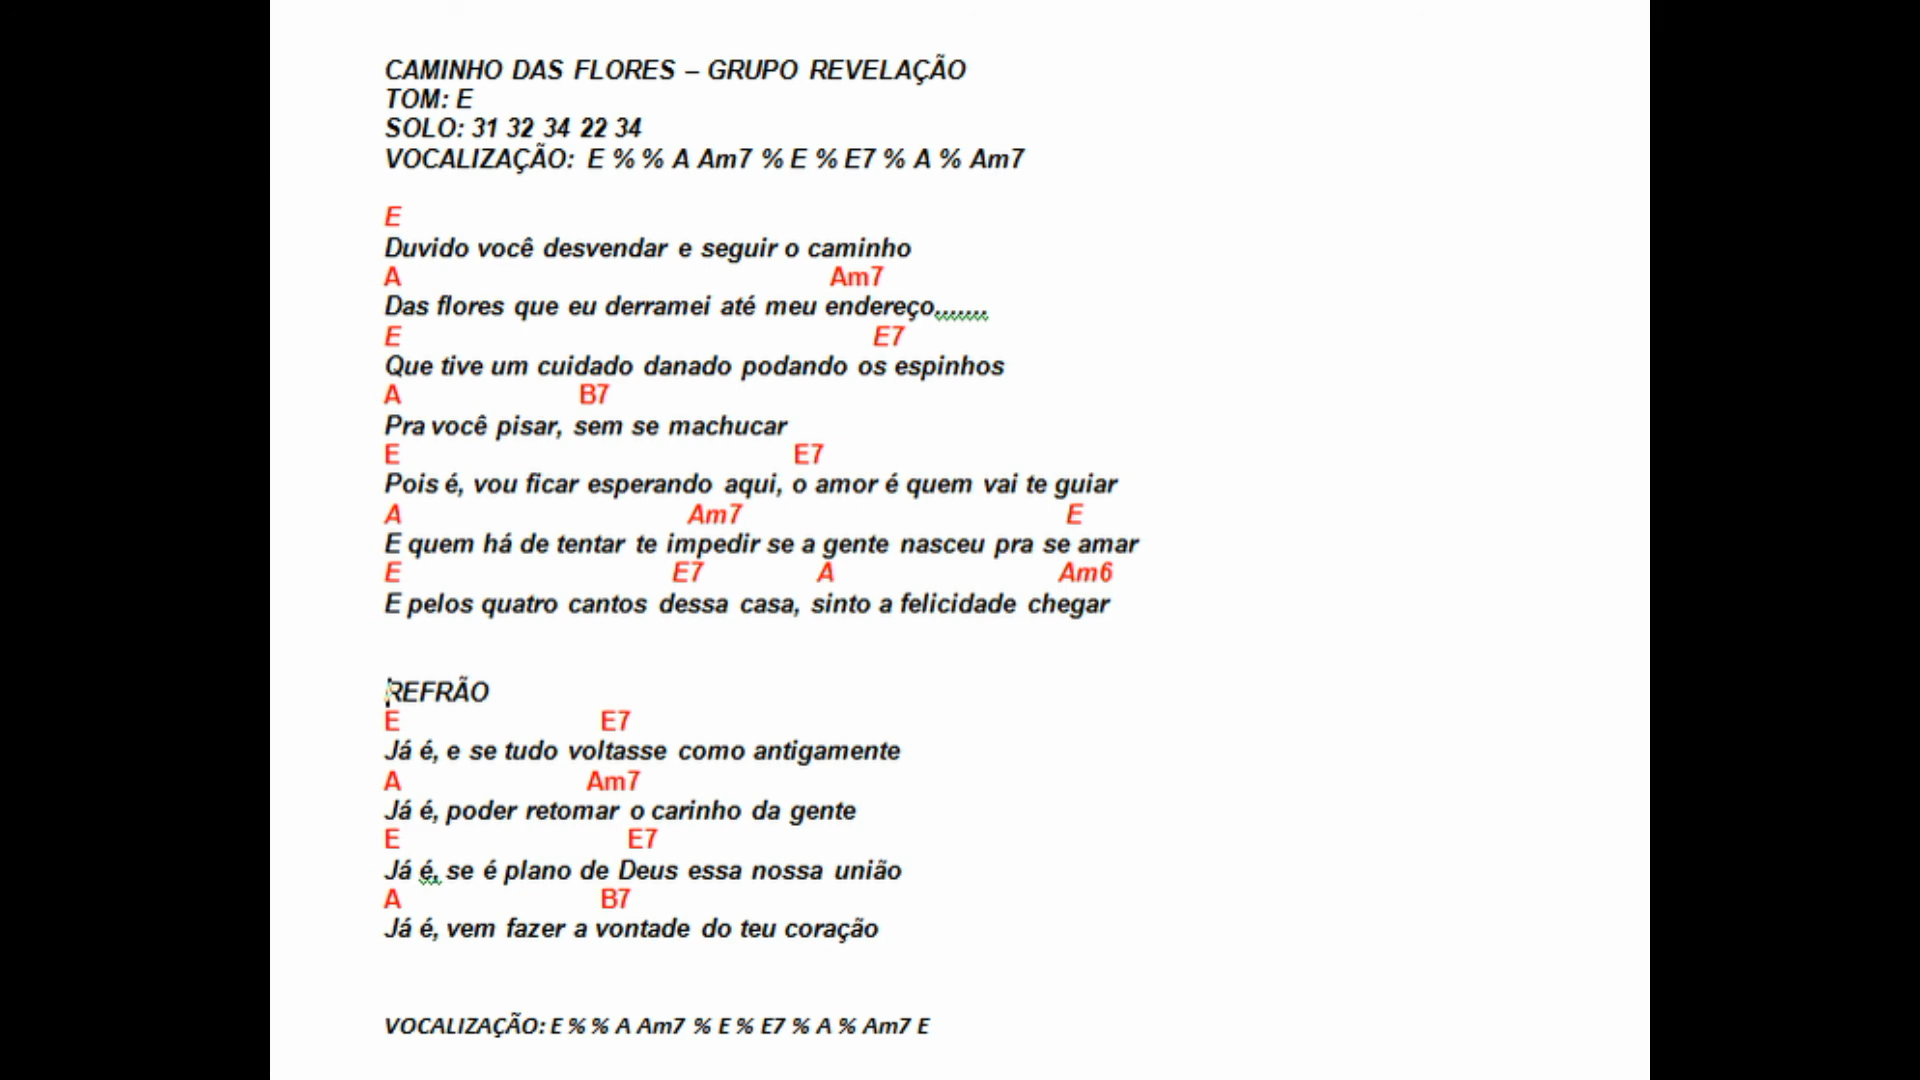 CAMINHO DAS FLORES – GRUPO REVELAÇÃO
TOM: E
SOLO: 31 32 34 22 34
VOCALIZAÇÃO: E % % A Am7 % E % E7 % A % Am7
E
Duvido você desvendar e seguir o caminho
A Am7
Das flores que eu derramei até meu endereço.......
E E7
Que tive um cuidado danado podando os espinhos
A B7
Pra você pisar, sem se machucar
E E7
Pois é, vou ficar esperando aqui, o amor é quem vai te guiar
A Am7 E
E quem há de tentar te impedir se a gente nasceu pra se amar
E E7 A Am6
E pelos quatro cantos dessa casa, sinto a felicidade chegar
REFRÃO
E E7
Já é, e se tudo voltasse como antigamente
A Am7
Já é, poder retomar o carinho da gente
E E7
Já é, se é plano de Deus essa nossa união
A B7
Já é, vem fazer a vontade do teu coração
VOCALIZAÇÃO: E % % A Am7 % E % E7 % A % Am7 E